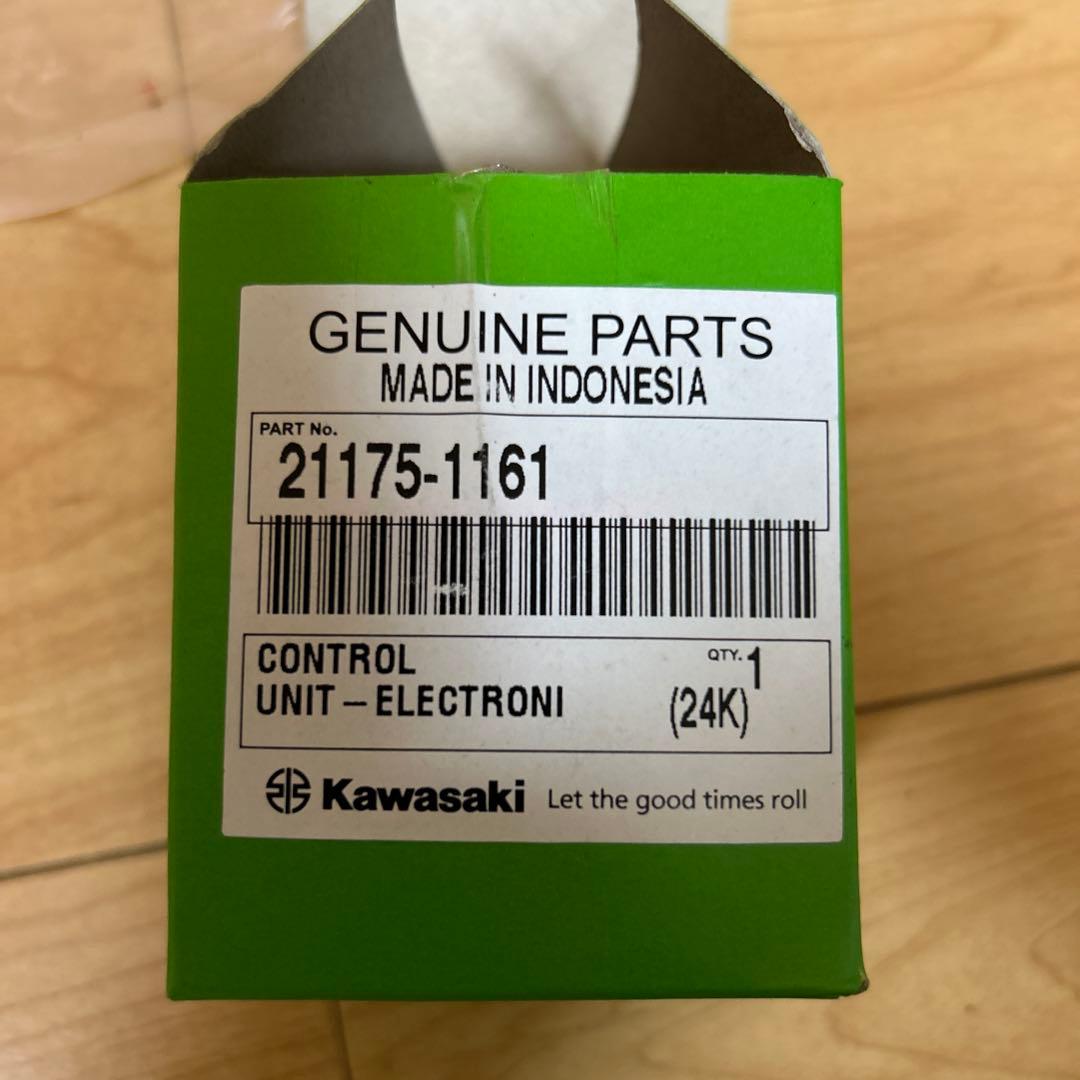 GENUINE PARTS
MADE IN INDONESIA
PART No.
21175-1161
CONTROL
QTY. 1
UNIT – ELECTRONI
(24K)
Kawasaki Let the good times roll